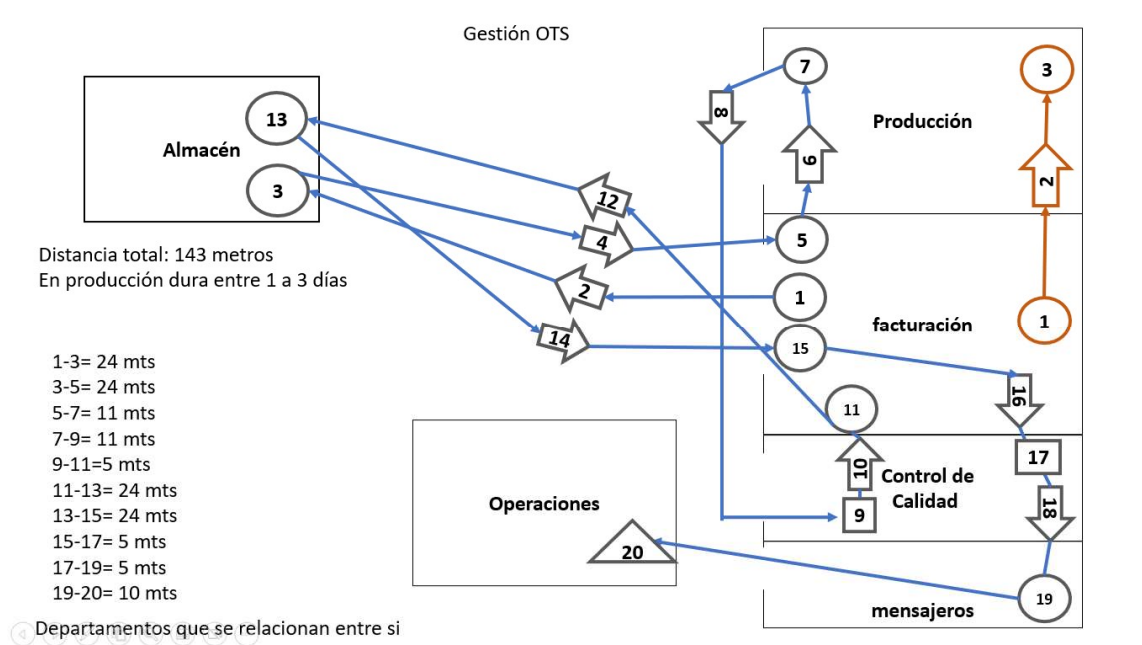 Gestión OTS
7
3
8
13
Producción
Almacén
6
2
12
3
4
5
Distancia total: 143 metros
En producción dura entre 1 a 3 días
2
1
facturación
1
14
15
1-3= 24 mts
3-5= 24 mts
5-7= 11 mts
7-9= 11 mts
9-11=5 mts
11-13= 24 mts
13-15= 24 mts
15-17= 5 mts
17-19= 5 mts
19-20= 10 mts
16
11
17
10
Control de
Calidad
Operaciones
18
9
20
19
mensajeros
Departamentos que se relacionan entre si